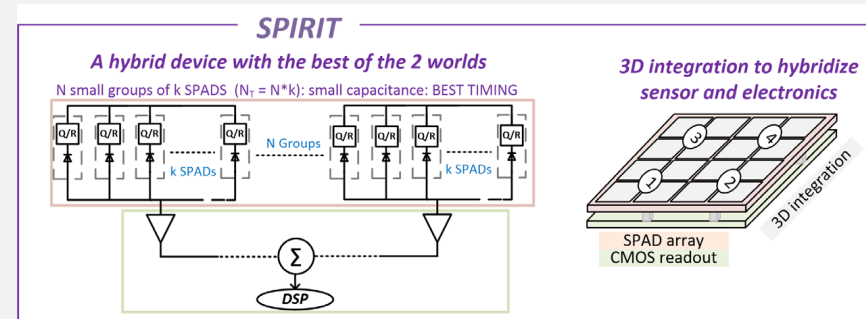 SPIRIT
A hybrid device with the best of the 2 worlds
N small groups of k SPADS (N_T = N*k): small capacitance: BEST TIMING
Q/R Q/R Q/R Q/R Q/R Q/R Q/R Q/R
N Groups
k SPADs k SPADs
Σ
DSP
3D integration to hybridize
sensor and electronics
3 4
1 2
3D integration
SPAD array
CMOS readout